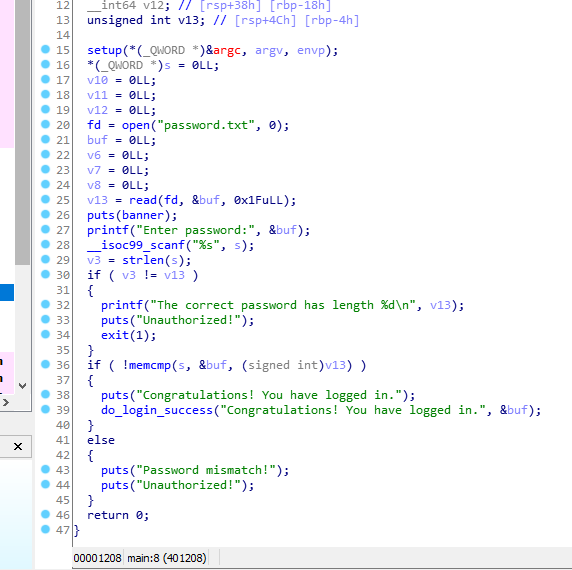 12 __int64 v12; // [rsp+38h] [rbp-18h]
13 unsigned int v13; // [rsp+4Ch] [rbp-4h]
14
15 setup(*(_QWORD *)&argc, argv, envp);
16 *(_QWORD *)s = 0LL;
17 v10 = 0LL;
18 v11 = 0LL;
19 v12 = 0LL;
20 fd = open("password.txt", 0);
21 buf = 0LL;
22 v6 = 0LL;
23 v7 = 0LL;
24 v8 = 0LL;
25 v13 = read(fd, &buf, 0x1FuLL);
26 puts(banner);
27 printf("Enter password:", &buf);
28 __isoc99_scanf("%s", s);
29 v3 = strlen(s);
30 if ( v3 != v13 )
31 {
32 printf("The correct password has length %d\n", v13);
33 puts("Unauthorized!");
34 exit(1);
35 }
36 if ( !memcmp(s, &buf, (signed int)v13) )
37 {
38 puts("Congratulations! You have logged in.");
39 do_login_success("Congratulations! You have logged in.", &buf);
40 }
41 else
42 {
43 puts("Password mismatch!");
44 puts("Unauthorized!");
45 }
46 return 0;
47 }
00001208 main:8 (401208)